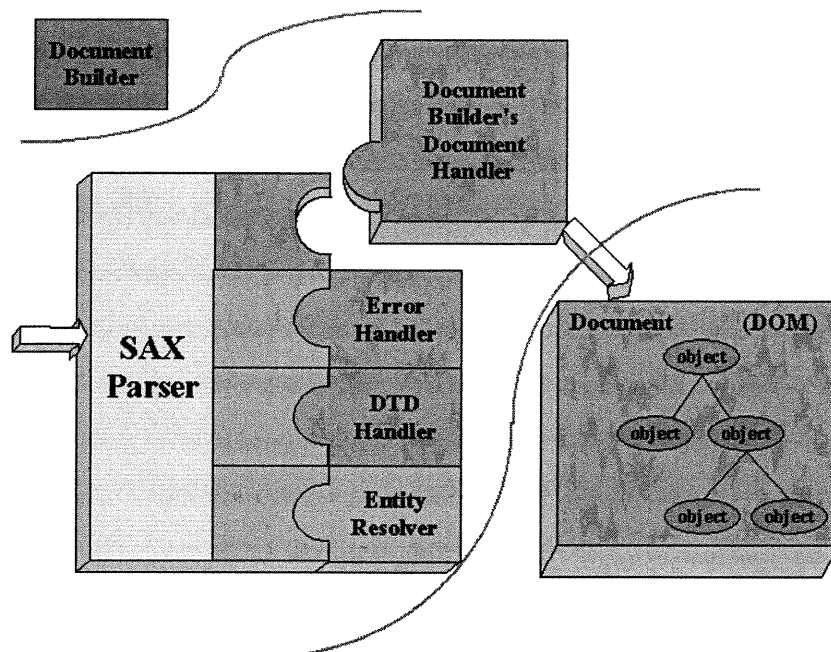 Document
Builder
Document
Builder's
Document
Handler
SAX
Parser
Error
Handler
DTD
Handler
Entity
Resolver
Document (DOM)
object
object object
object object